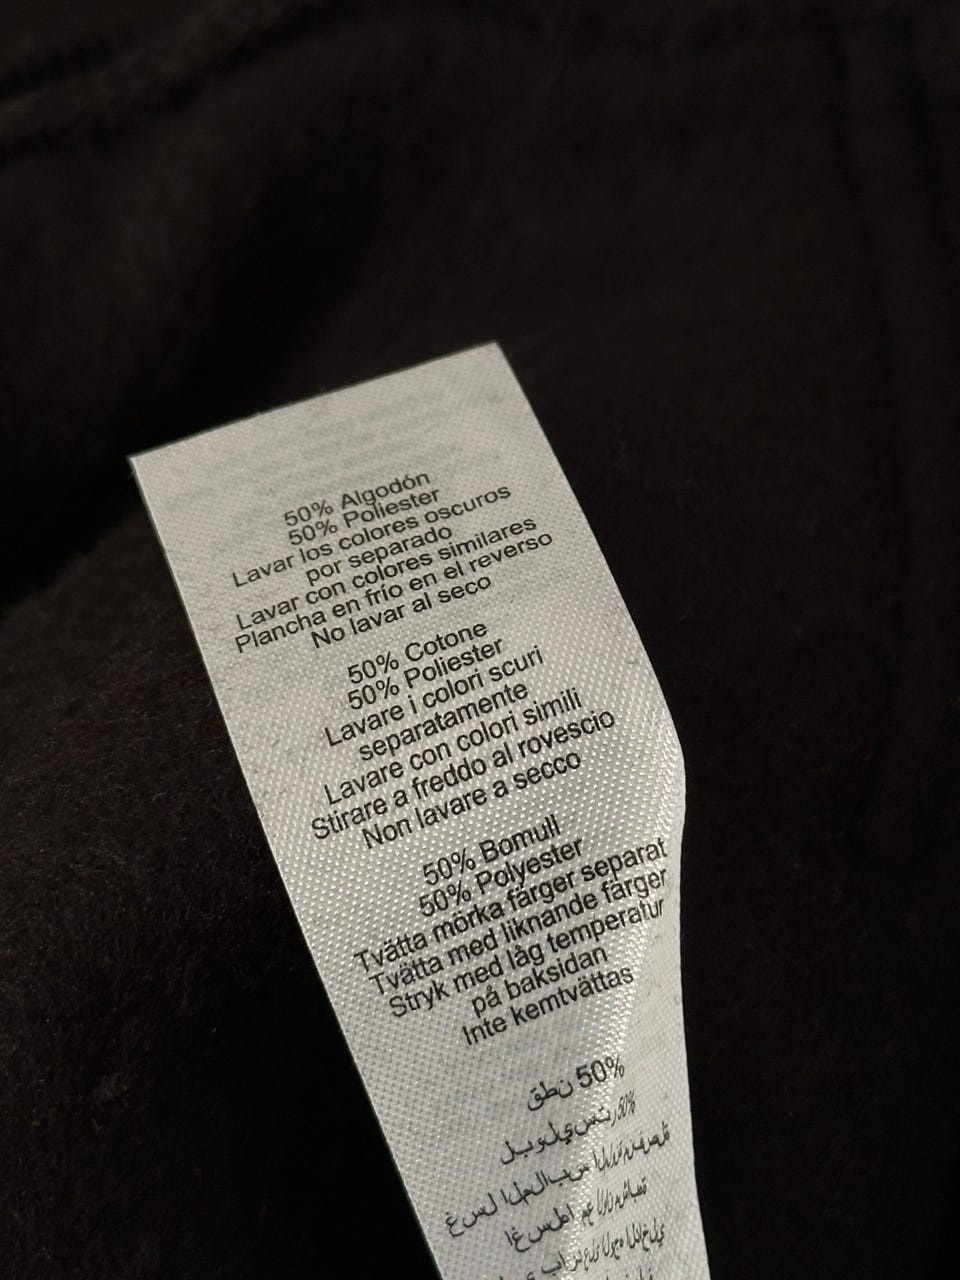 50% Algodón
50% Poliester
Lavar los colores oscuros
por separado
Lavar con colores similares
Plancha en frío en el reverso
No lavar al seco
50% Cotone
50% Poliester
Lavare i colori scuri
separatamente
Lavare con colori simili
Stirare a freddo al rovescio
Non lavare a secco
50% Bomull
50% Polyester
Tvätta mörka färger separat
Tvätta med liknande färger
Stryk med låg temperatur
på baksidan
Inte kemtvättas
50% نطق
50%